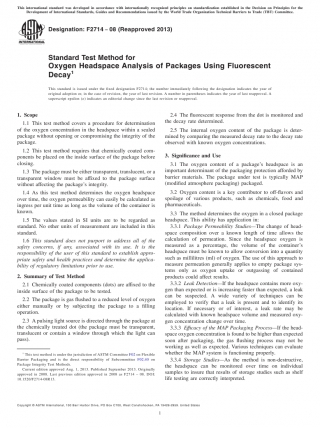 This international standard was developed in accordance with internationally recognized principles on standardization established in the Decision on Principles for the
Development of International Standards, Guides and Recommendations issued by the World Trade Organization Technical Barriers to Trade (TBT) Committee.
Designation: F2714 − 08 (Reapproved 2013)
Standard Test Method for
Oxygen Headspace Analysis of Packages Using Fluorescent
Decay1
This standard is issued under the fixed designation F2714; the number immediately following the designation indicates the year of
original adoption or, in the case of revision, the year of last revision. A number in parentheses indicates the year of last reapproval. A
superscript epsilon (ε) indicates an editorial change since the last revision or reapproval.
1. Scope
1.1 This test method covers a procedure for determination
of the oxygen concentration in the headspace within a sealed
package without opening or compromising the integrity of the
package.
1.2 This test method requires that chemically coated com-
ponents be placed on the inside surface of the package before
closing.
1.3 The package must be either transparent, translucent, or a
transparent window must be affixed to the package surface
without affecting the package's integrity.
1.4 As this test method determines the oxygen headspace
over time, the oxygen permeability can easily be calculated as
ingress per unit time as long as the volume of the container is
known.
1.5 The values stated in SI units are to be regarded as
standard. No other units of measurement are included in this
standard.
1.6 This standard does not purport to address all of the
safety concerns, if any, associated with its use. It is the
responsibility of the user of this standard to establish appro-
priate safety and health practices and determine the applica-
bility of regulatory limitations prior to use.
2. Summary of Test Method
2.1 Chemically coated components (dots) are affixed to the
inside surface of the package to be tested.
2.2 The package is gas flushed to a reduced level of oxygen
either manually or by subjecting the package to a filling
operation.
2.3 A pulsing light source is directed through the package at
the chemically treated dot (the package must be transparent,
translucent or contain a window through which the light can
pass).
1 This test method is under the jurisdiction of ASTM Committee F02 on Flexible
Barrier Packaging and is the direct responsibility of Subcommittee F02.40 on
Package Integrity Test Methods.
Current edition approved Aug. 1, 2013. Published September 2013. Originally
approved in 2008. Last previous edition approved in 2008 as F2714 – 08. DOI:
10.1520/F2714-08R13.
2.4 The fluorescent response from the dot is monitored and
the decay rate determined.
2.5 The internal oxygen content of the package is deter-
mined by comparing the measured decay rate to the decay rate
observed with known oxygen concentrations.
3. Significance and Use
3.1 The oxygen content of a package's headspace is an
important determinant of the packaging protection afforded by
barrier materials. The package under test is typically MAP
(modified atmosphere packaging) packaged.
3.2 Oxygen content is a key contributor to off-flavors and
spoilage of various products, such as chemicals, food and
pharmaceuticals.
3.3 The method determines the oxygen in a closed package
headspace. This ability has application in:
3.3.1 Package Permeability Studies—The change of head-
space composition over a known length of time allows the
calculation of permeation. Since the headspace oxygen is
measured as a percentage, the volume of the container's
headspace must be known to allow conversion into a quantity
such as millilitres (ml) of oxygen. The use of this approach to
measure permeation generally applies to empty package sys-
tems only as oxygen uptake or outgassing of contained
products could affect results.
3.3.2 Leak Detection—If the headspace contains more oxy-
gen than expected or is increasing faster than expected, a leak
can be suspected. A wide variety of techniques can be
employed to verify that a leak is present and to identify its
location. If necessary or of interest, a leak rate may be
calculated with known headspace volume and measured oxy-
gen concentration change over time.
3.3.3 Efficacy of the MAP Packaging Process—If the head-
space oxygen concentration is found to be higher than expected
soon after packaging, the gas flushing process may not be
working as well as expected. Various techniques can evaluate
whether the MAP system is functioning properly.
3.3.4 Storage Studies—As the method is non-destructive,
the headspace can be monitored over time on individual
samples to insure that results of storage studies such as shelf
life testing are correctly interpreted.
Copyright © ASTM International, 100 Barr Harbor Drive, PO Box C700, West Conshohocken, PA 19428-2959. United States
1